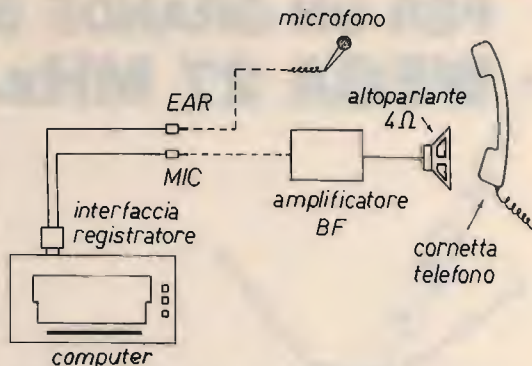 microfono
EAR
altoparlante
4Ω
MIC
amplificatore
BF
interfaccia
registratore
cornetta
telefono
computer